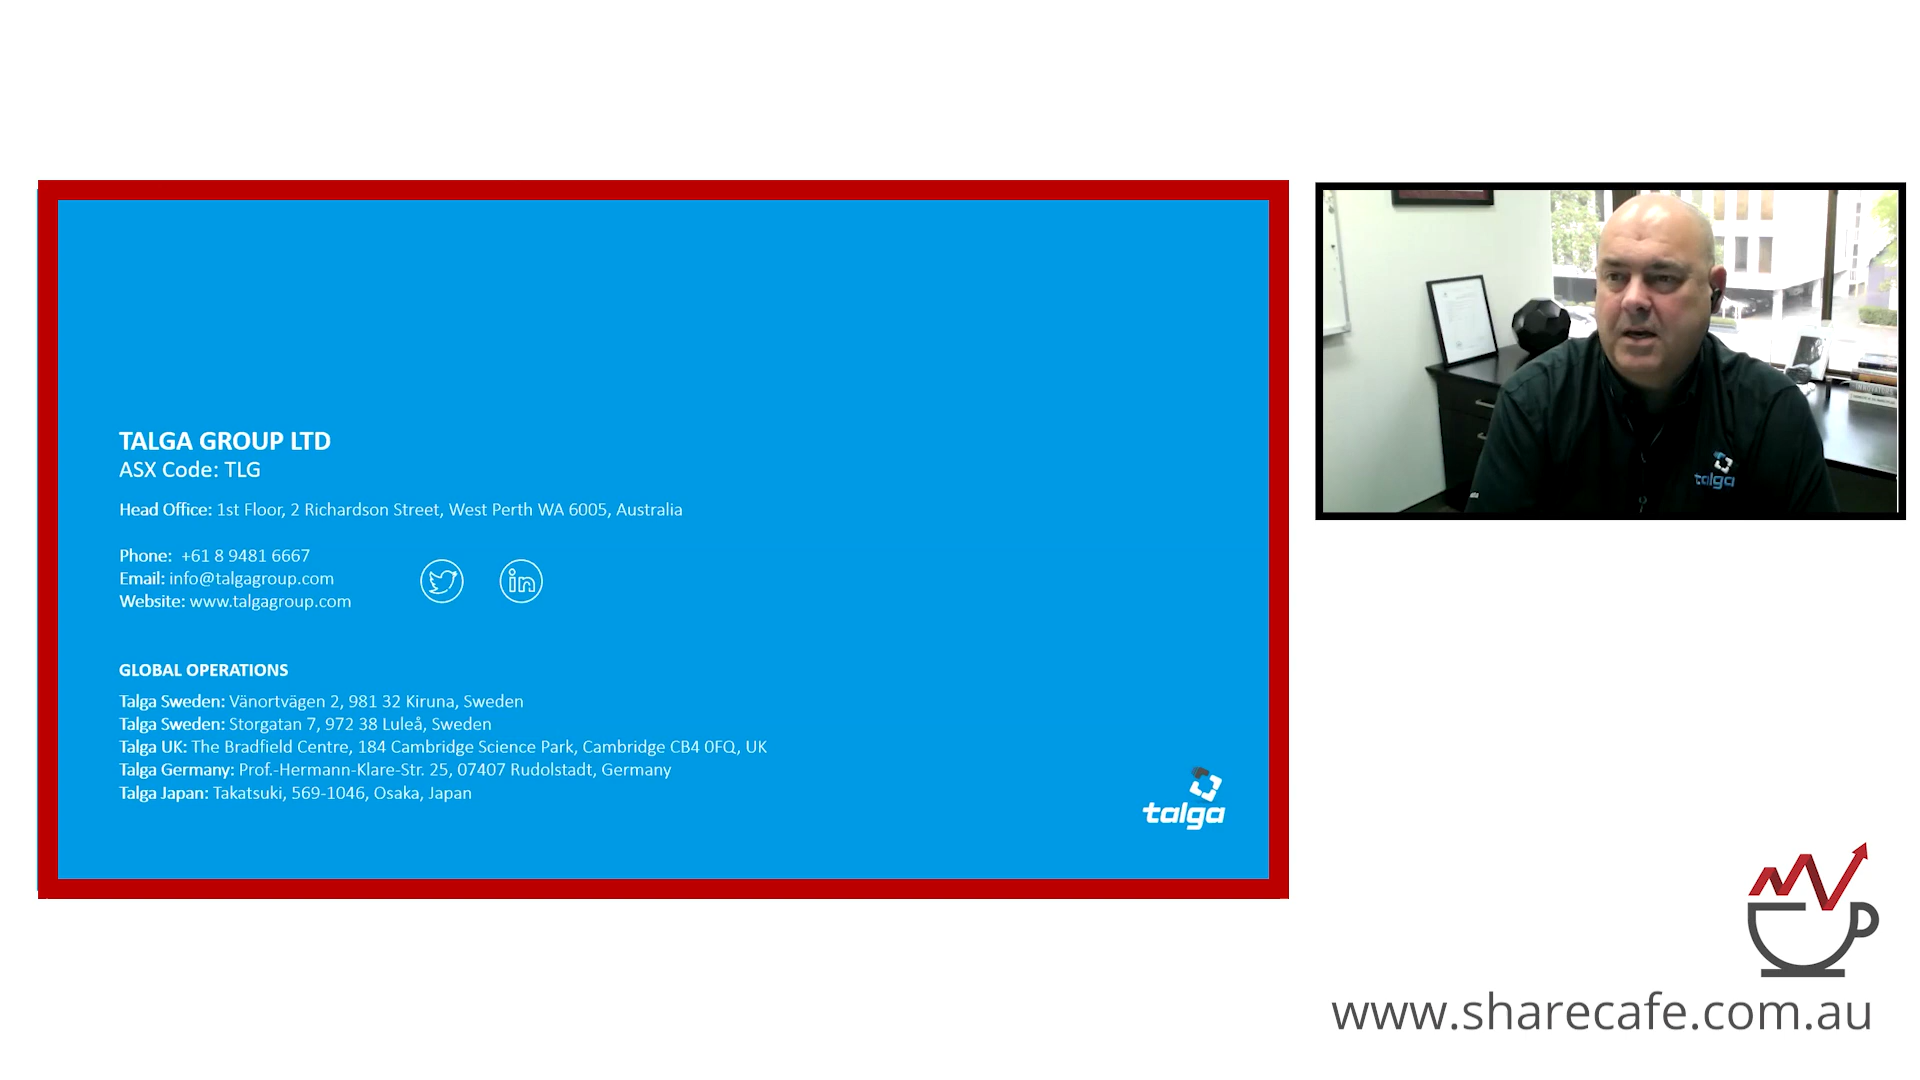 TALGA GROUP LTD
ASX Code: TLG
Head Office: 1st Floor, 2 Richardson Street, West Perth WA 6005, Australia
Phone: +61 8 9481 6667
Email: info@talgagroup.com
Website: www.talgagroup.com
in
GLOBAL OPERATIONS
Talga Sweden: Vänortvägen 2, 981 32 Kiruna, Sweden
Talga Sweden: Storgatan 7, 972 38 Luleå, Sweden
Talga UK: The Bradfield Centre, 184 Cambridge Science Park, Cambridge CB4 0FQ, UK
Talga Germany: Prof.-Hermann-Klare-Str. 25, 07407 Rudolstadt, Germany
Talga Japan: Takatsuki, 569-1046, Osaka, Japan
talga
talga
www.sharecafe.com.au